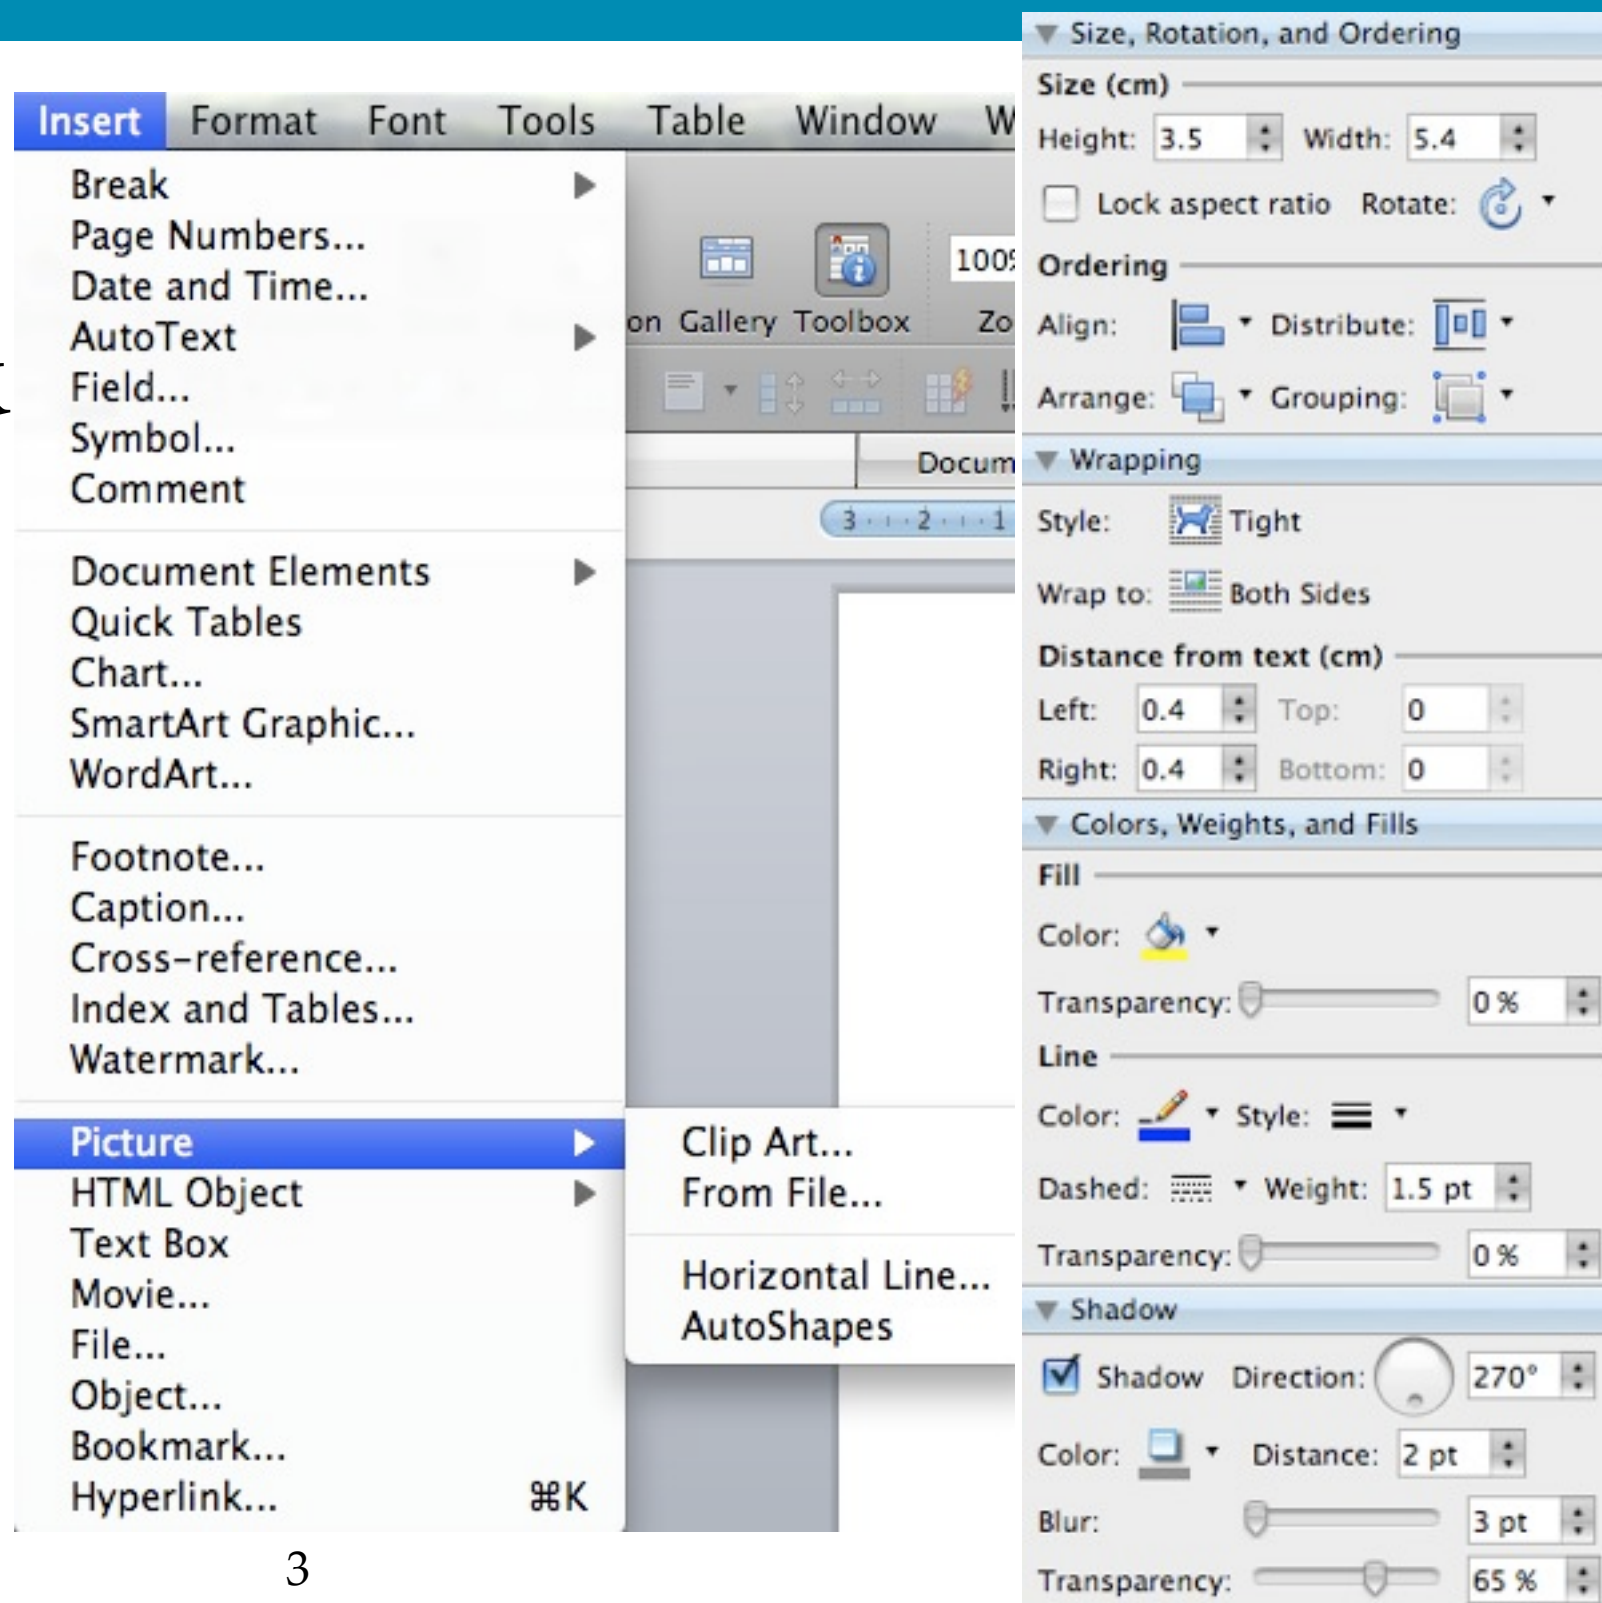 Insert Format Font Tools Table Window W
Break
Page Numbers...
Date and Time...
AutoText
Field...
Symbol...
Comment
Document Elements
Quick Tables
Chart...
SmartArt Graphic...
WordArt...
Footnote...
Caption...
Cross-reference...
Index and Tables...
Watermark...
Picture
HTML Object
Text Box
Movie...
File...
Object...
Bookmark...
Hyperlink... ⌘K
Clip Art...
From File...
Horizontal Line...
AutoShapes
100%
on Gallery Toolbox Zo
Docum
3 2 1
3
Size, Rotation, and Ordering
Size (cm)
Height: 3.5 Width: 5.4
Lock aspect ratio Rotate:
Ordering
Align: Distribute:
Arrange: Grouping:
Wrapping
Style: Tight
Wrap to: Both Sides
Distance from text (cm)
Left: 0.4 Top: 0
Right: 0.4 Bottom: 0
Colors, Weights, and Fills
Fill
Color:
Transparency: 0 %
Line
Color: Style:
Dashed: Weight: 1.5 pt
Transparency: 0 %
Shadow
Shadow Direction: 270°
Color: Distance: 2 pt
Blur: 3 pt
Transparency: 65 %